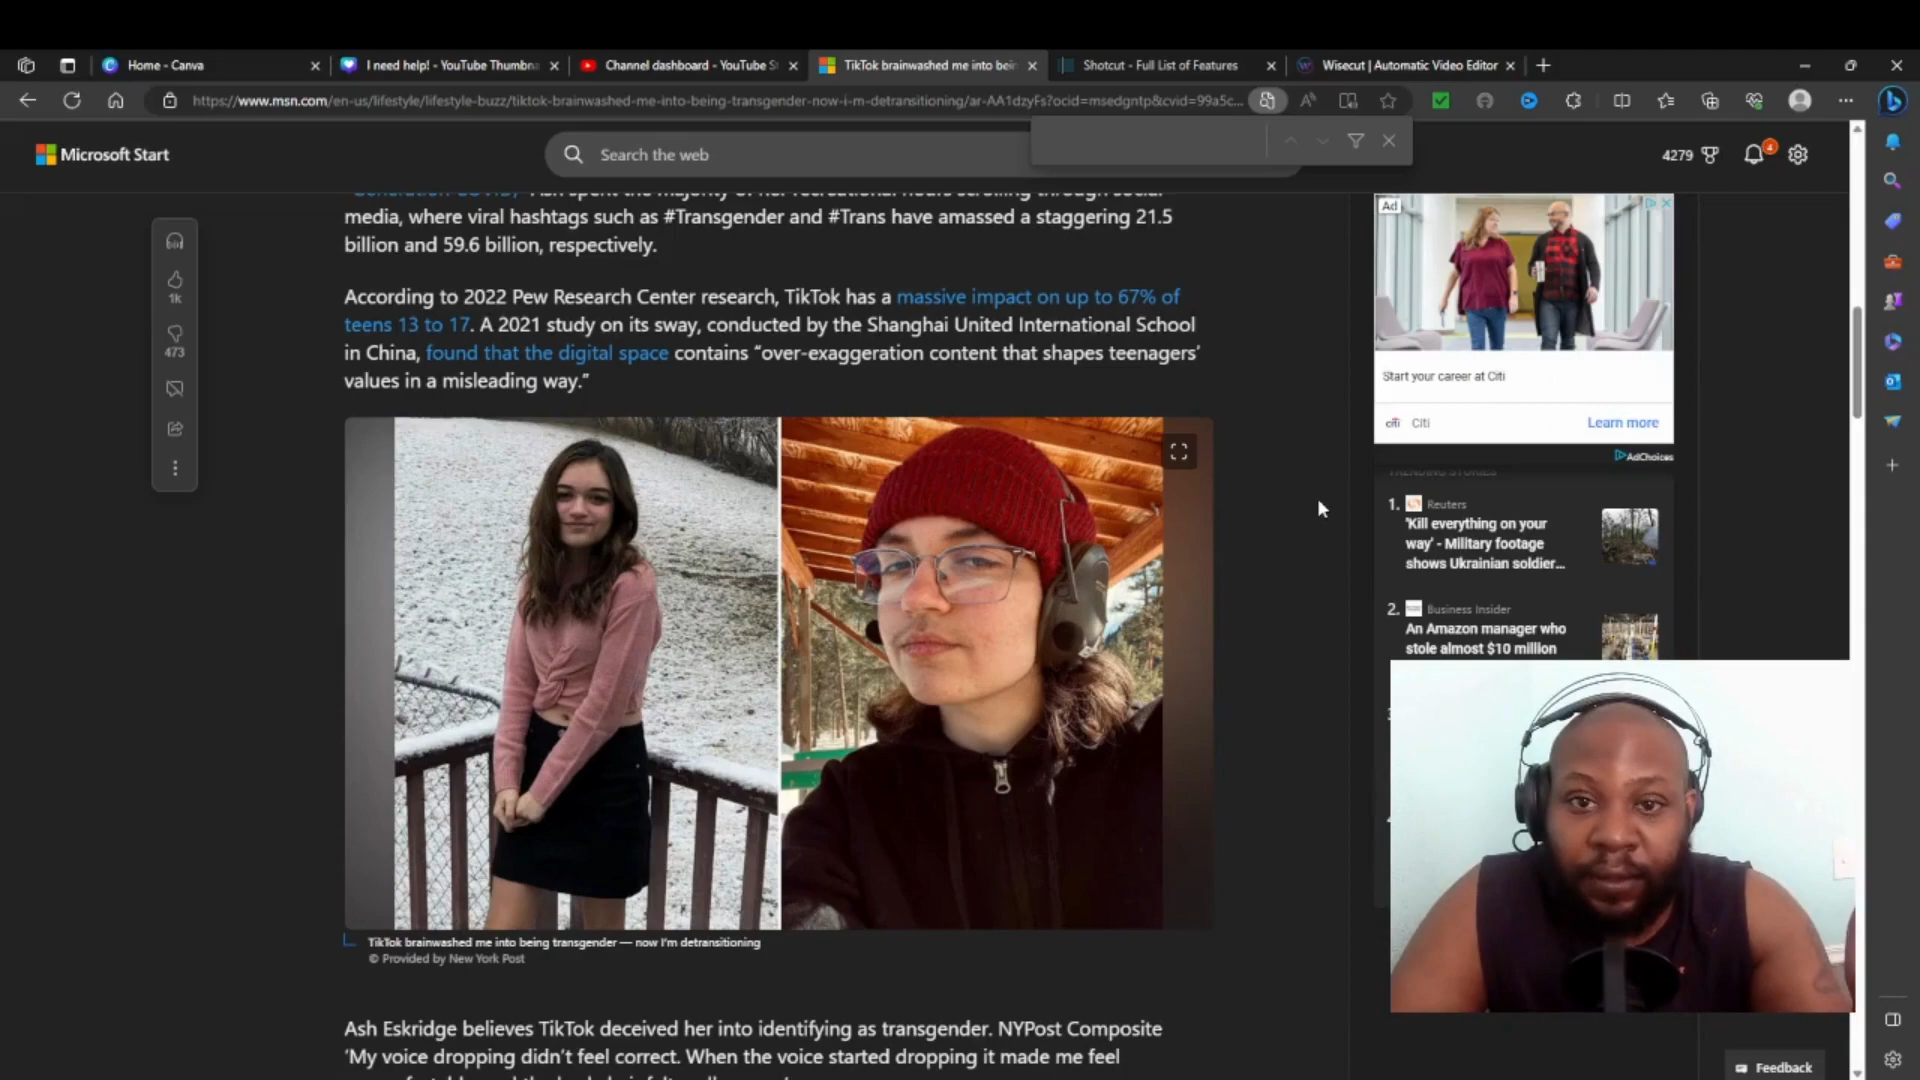 Home - Canva
I need help! - YouTube Thumbna
Channel dashboard - YouTube St
TikTok brainwashed me into bein
Shotcut - Full List of Features
Wisecut | Automatic Video Editor
https://www.msn.com/en-us/lifestyle/lifestyle-buzz/tiktok-brainwashed-me-into-being-transgender-now-i-m-detransitioning/ar-AA1dzyFs?ocid=msedgntp&cvid=99a5c...
Microsoft Start
Search the web
4279
4
media, where viral hashtags such as #Transgender and #Trans have amassed a staggering 21.5
billion and 59.6 billion, respectively.
According to 2022 Pew Research Center research, TikTok has a massive impact on up to 67% of
teens 13 to 17. A 2021 study on its sway, conducted by the Shanghai United International School
in China, found that the digital space contains “over-exaggeration content that shapes teenagers’
values in a misleading way.”
1k
473
TikTok brainwashed me into being transgender — now I'm detransitioning
© Provided by New York Post
Ash Eskridge believes TikTok deceived her into identifying as transgender. NYPost Composite
‘My voice dropping didn’t feel correct. When the voice started dropping it made me feel
Ad
Start your career at Citi
citi Citi
Learn more
AdChoices
TRENDING STORIES
1. Reuters
'Kill everything on your
way' - Military footage
shows Ukrainian soldier...
2. Business Insider
An Amazon manager who
stole almost $10 million
Feedback